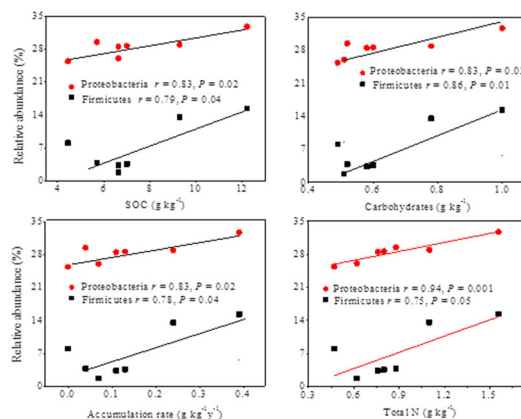 35
28
21
14
7
0
Relative abundance (%)
Proteobacteria r = 0.83, P = 0.02
Firmicutes r = 0.79, P = 0.04
4 6 8 10 12
SOC (g kg⁻¹)
35
28
21
14
7
0
Proteobacteria r = 0.83, P = 0.02
Firmicutes r = 0.86, P = 0.01
0.4 0.6 0.8 1.0
Carbohydrates (g kg⁻¹)
35
28
21
14
7
0
Relative abundance (%)
Proteobacteria r = 0.83, P = 0.02
Firmicutes r = 0.78, P = 0.04
0.0 0.1 0.2 0.3 0.4
Accumulation rate (g kg⁻¹y⁻¹)
35
28
21
14
7
0
Proteobacteria r = 0.94, P = 0.001
Firmicutes r = 0.75, P = 0.05
0.6 0.9 1.2 1.5
Total N (g kg⁻¹)